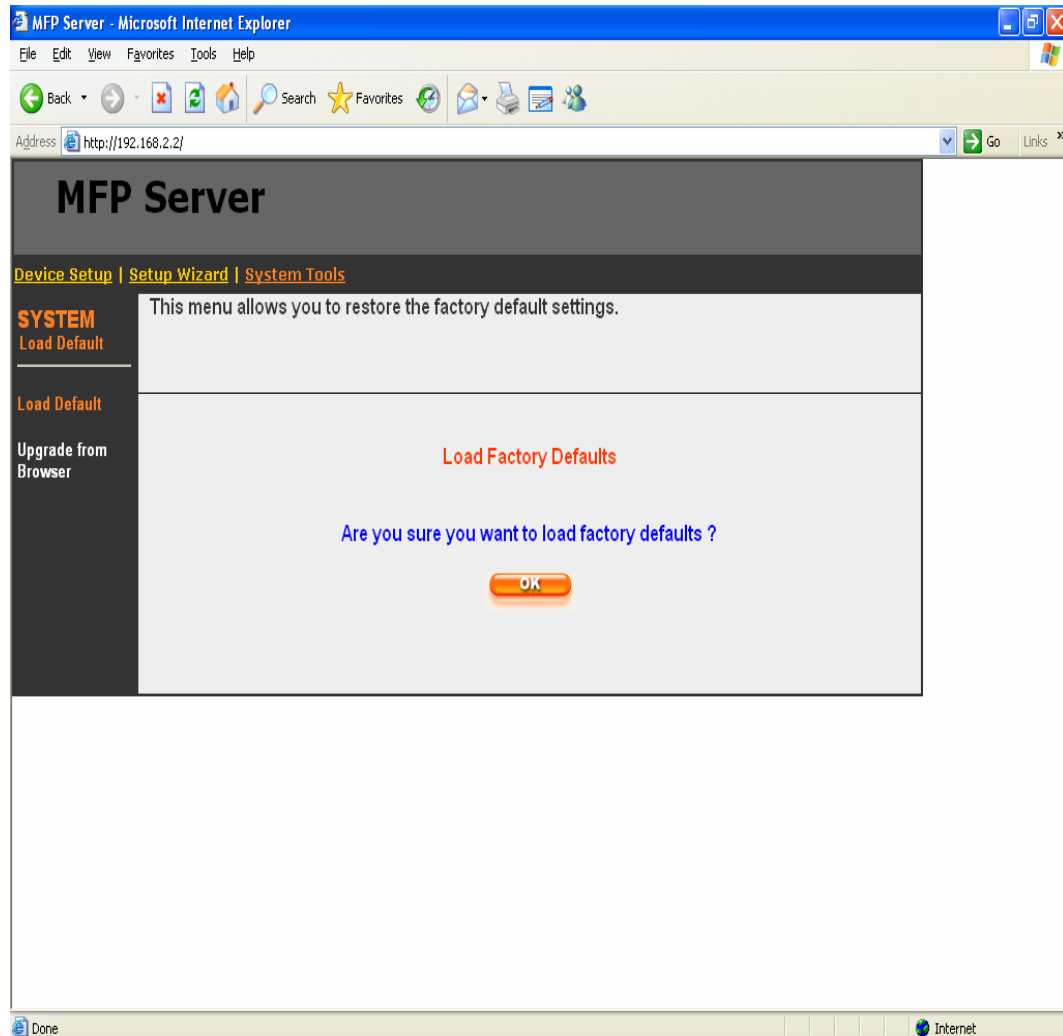 MFP Server - Microsoft Internet Explorer
File Edit View Favorites Tools Help
Back Search Favorites
Address http://192.168.2.2/ Go Links »
MFP Server
Device Setup | Setup Wizard | System Tools
SYSTEM
Load Default
This menu allows you to restore the factory default settings.
Load Default
Upgrade from
Browser
Load Factory Defaults
Are you sure you want to load factory defaults ?
OK
Done Internet